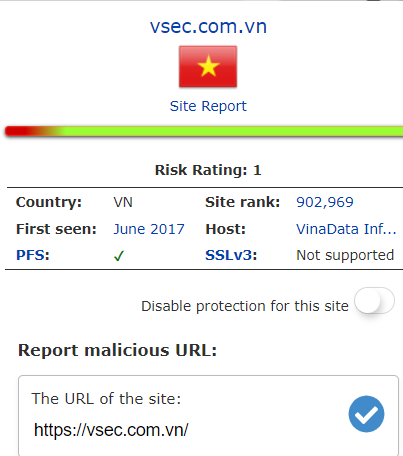 vsec.com.vn
Site Report
Risk Rating: 1
Country: VN Site rank: 902,969
First seen: June 2017 Host: VinaData Inf...
PFS: ✓ SSLv3: Not supported
Disable protection for this site
Report malicious URL:
The URL of the site:
https://vsec.com.vn/